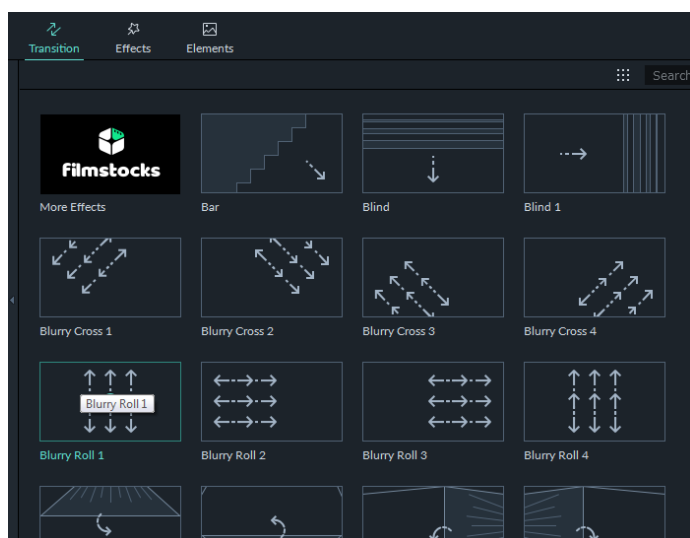 Transition Effects Elements
Search
filmstocks
More Effects Bar Blind Blind 1
Blurry Cross 1 Blurry Cross 2 Blurry Cross 3 Blurry Cross 4
Blurry Roll 1
Blurry Roll 1 Blurry Roll 2 Blurry Roll 3 Blurry Roll 4